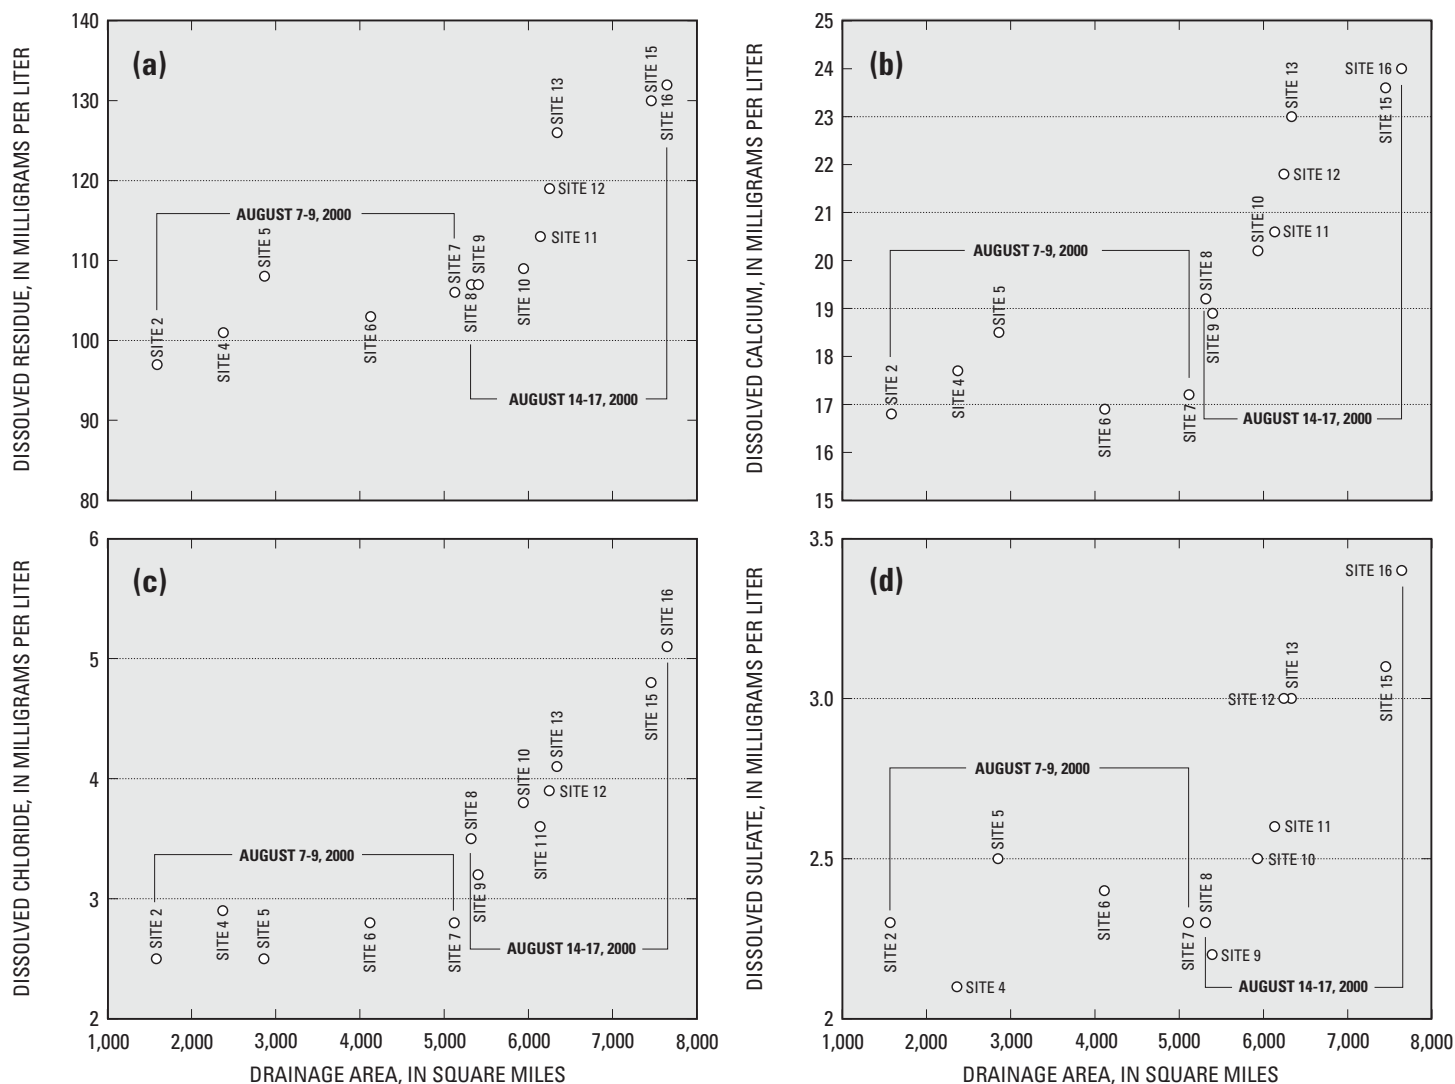 DISSOLVED RESIDUE, IN MILLIGRAMS PER LITER
140
130
120
110
100
90
80
(a)
SITE 15
SITE 16
SITE 13
SITE 12
SITE 11
AUGUST 7-9, 2000
SITE 5
SITE 7
SITE 9
SITE 8
SITE 10
SITE 2
SITE 4
SITE 6
AUGUST 14-17, 2000
DISSOLVED CALCIUM, IN MILLIGRAMS PER LITER
25
24
23
22
21
20
19
18
17
16
15
(b)
SITE 16
SITE 13
SITE 15
SITE 12
SITE 10
SITE 11
AUGUST 7-9, 2000
SITE 8
SITE 5
SITE 9
SITE 2
SITE 4
SITE 6
SITE 7
AUGUST 14-17, 2000
DISSOLVED CHLORIDE, IN MILLIGRAMS PER LITER
6
5
4
3
2
(c)
SITE 16
SITE 15
SITE 13
SITE 10
SITE 12
SITE 8
SITE 11
AUGUST 7-9, 2000
SITE 9
SITE 2
SITE 4
SITE 5
SITE 6
SITE 7
AUGUST 14-17, 2000
1,000
2,000
3,000
4,000
5,000
6,000
7,000
8,000
DRAINAGE AREA, IN SQUARE MILES
DISSOLVED SULFATE, IN MILLIGRAMS PER LITER
3.5
3.0
2.5
2
(d)
SITE 16
SITE 13
SITE 12
SITE 15
AUGUST 7-9, 2000
SITE 5
SITE 11
SITE 10
SITE 6
SITE 8
SITE 2
SITE 7
SITE 9
SITE 4
AUGUST 14-17, 2000
1,000
2,000
3,000
4,000
5,000
6,000
7,000
8,000
DRAINAGE AREA, IN SQUARE MILES